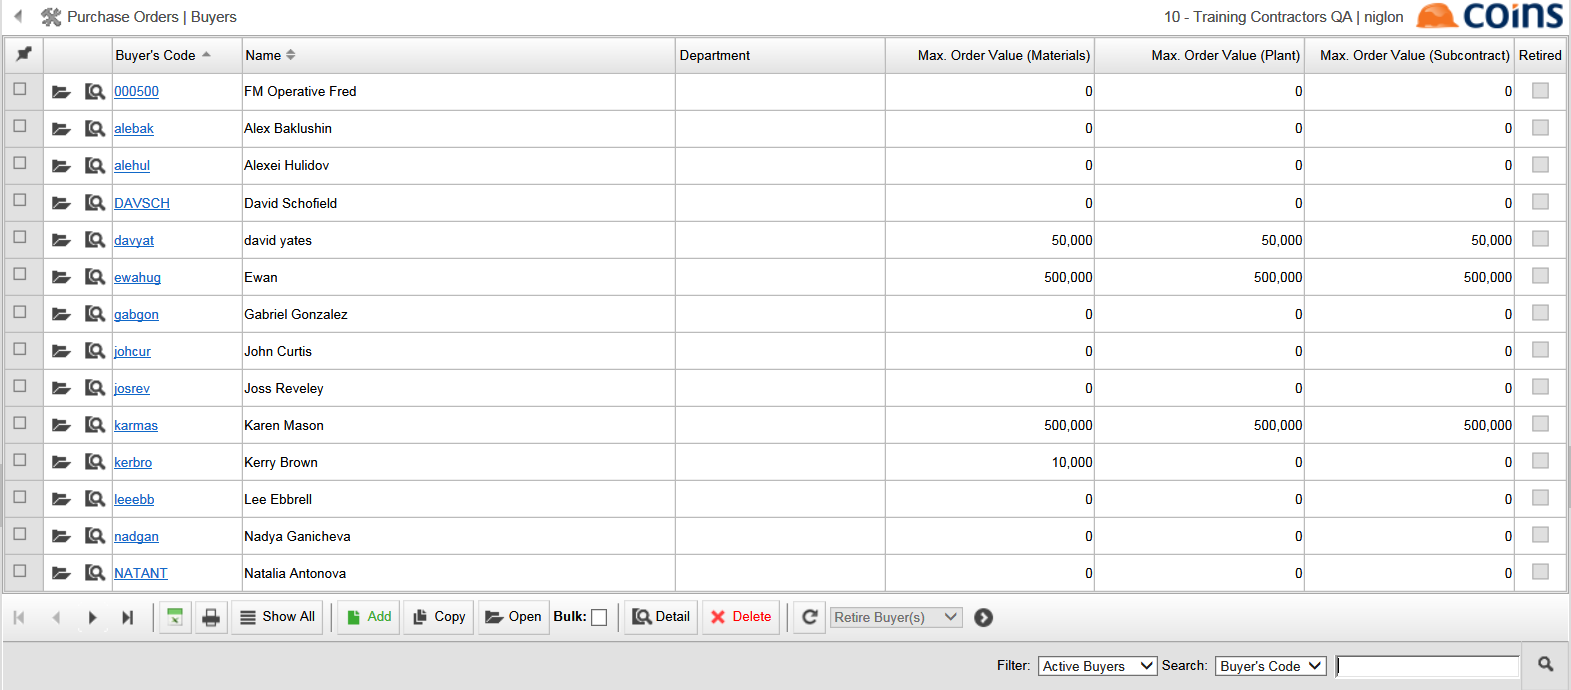 Purchase Orders | Buyers 10 - Training Contractors QA | niglon coins
Buyer's Code Name Department Max. Order Value (Materials) Max. Order Value (Plant) Max. Order Value (Subcontract) Retired
000500 FM Operative Fred 0 0 0
alebak Alex Baklushin 0 0 0
alehul Alexei Hulidov 0 0 0
DAVSCH David Schofield 0 0 0
davyat david yates 50,000 50,000 50,000
ewahug Ewan 500,000 500,000 500,000
gabgon Gabriel Gonzalez 0 0 0
johcur John Curtis 0 0 0
josrev Joss Reveley 0 0 0
karmas Karen Mason 500,000 500,000 500,000
kerbro Kerry Brown 10,000 0 0
leeebb Lee Ebbrell 0 0 0
nadgan Nadya Ganicheva 0 0 0
NATANT Natalia Antonova 0 0 0
Show All Add Copy Open Bulk: Detail Delete Retire Buyer(s)
Filter: Active Buyers Search: Buyer's Code